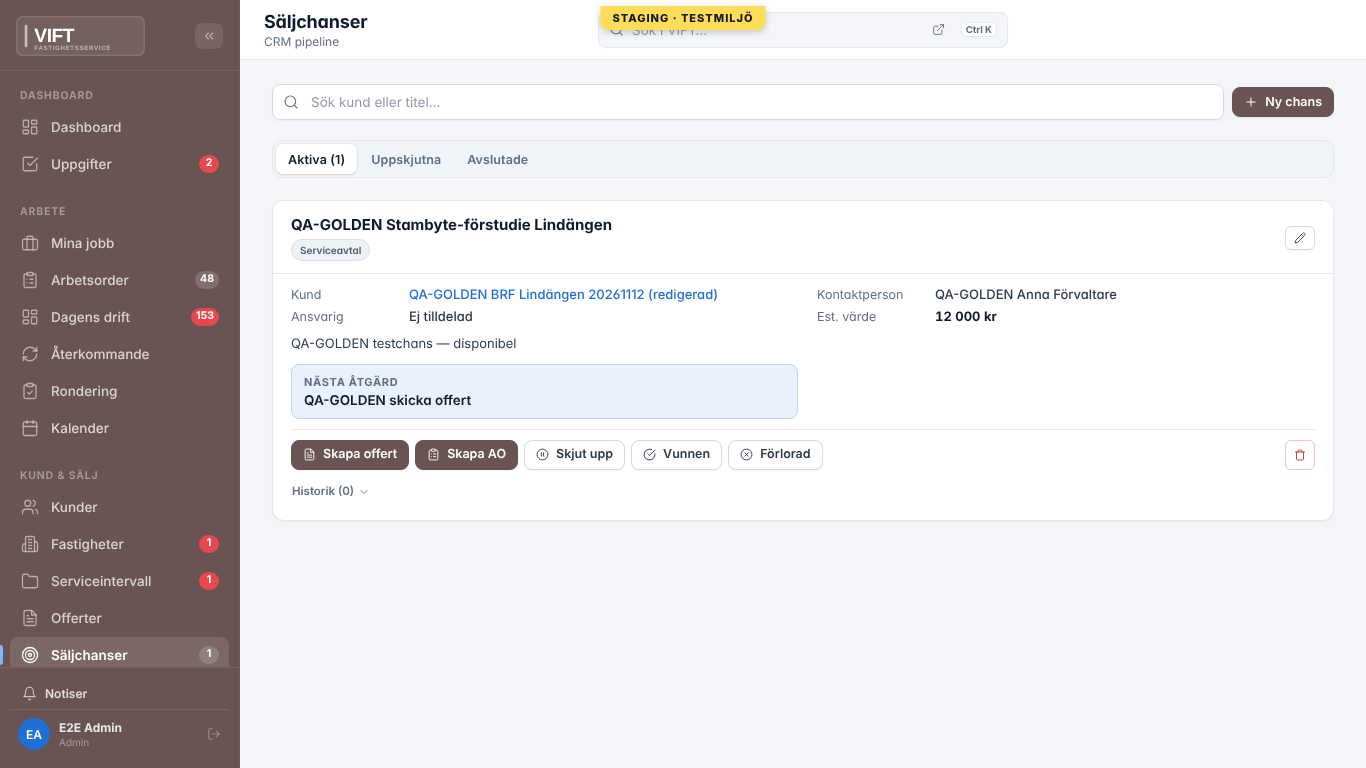 VIFT
FASTIGHETSSERVICE
DASHBOARD
Dashboard
Uppgifter 2
ARBETE
Mina jobb
Arbetsorder 48
Dagens drift 153
Återkommande
Rondering
Kalender
KUND & SÄLJ
Kunder
Fastigheter 1
Serviceintervall 1
Offerter
Säljchanser 1
Notiser
EA
E2E Admin
Admin
Säljchanser
CRM pipeline
STAGING · TESTMILJÖ
Sök i VIFT... Ctrl K
Sök kund eller titel...
Ny chans
Aktiva (1) Uppskjutna Avslutade
QA-GOLDEN Stambyte-förstudie Lindängen
Serviceavtal
Kund QA-GOLDEN BRF Lindängen 20261112 (redigerad) Kontaktperson QA-GOLDEN Anna Förvaltare
Ansvarig Ej tilldelad Est. värde 12 000 kr
QA-GOLDEN testchans — disponibel
NÄSTA ÅTGÄRD
QA-GOLDEN skicka offert
Skapa offert Skapa AO Skjut upp Vunnen Förlorad
Historik (0)